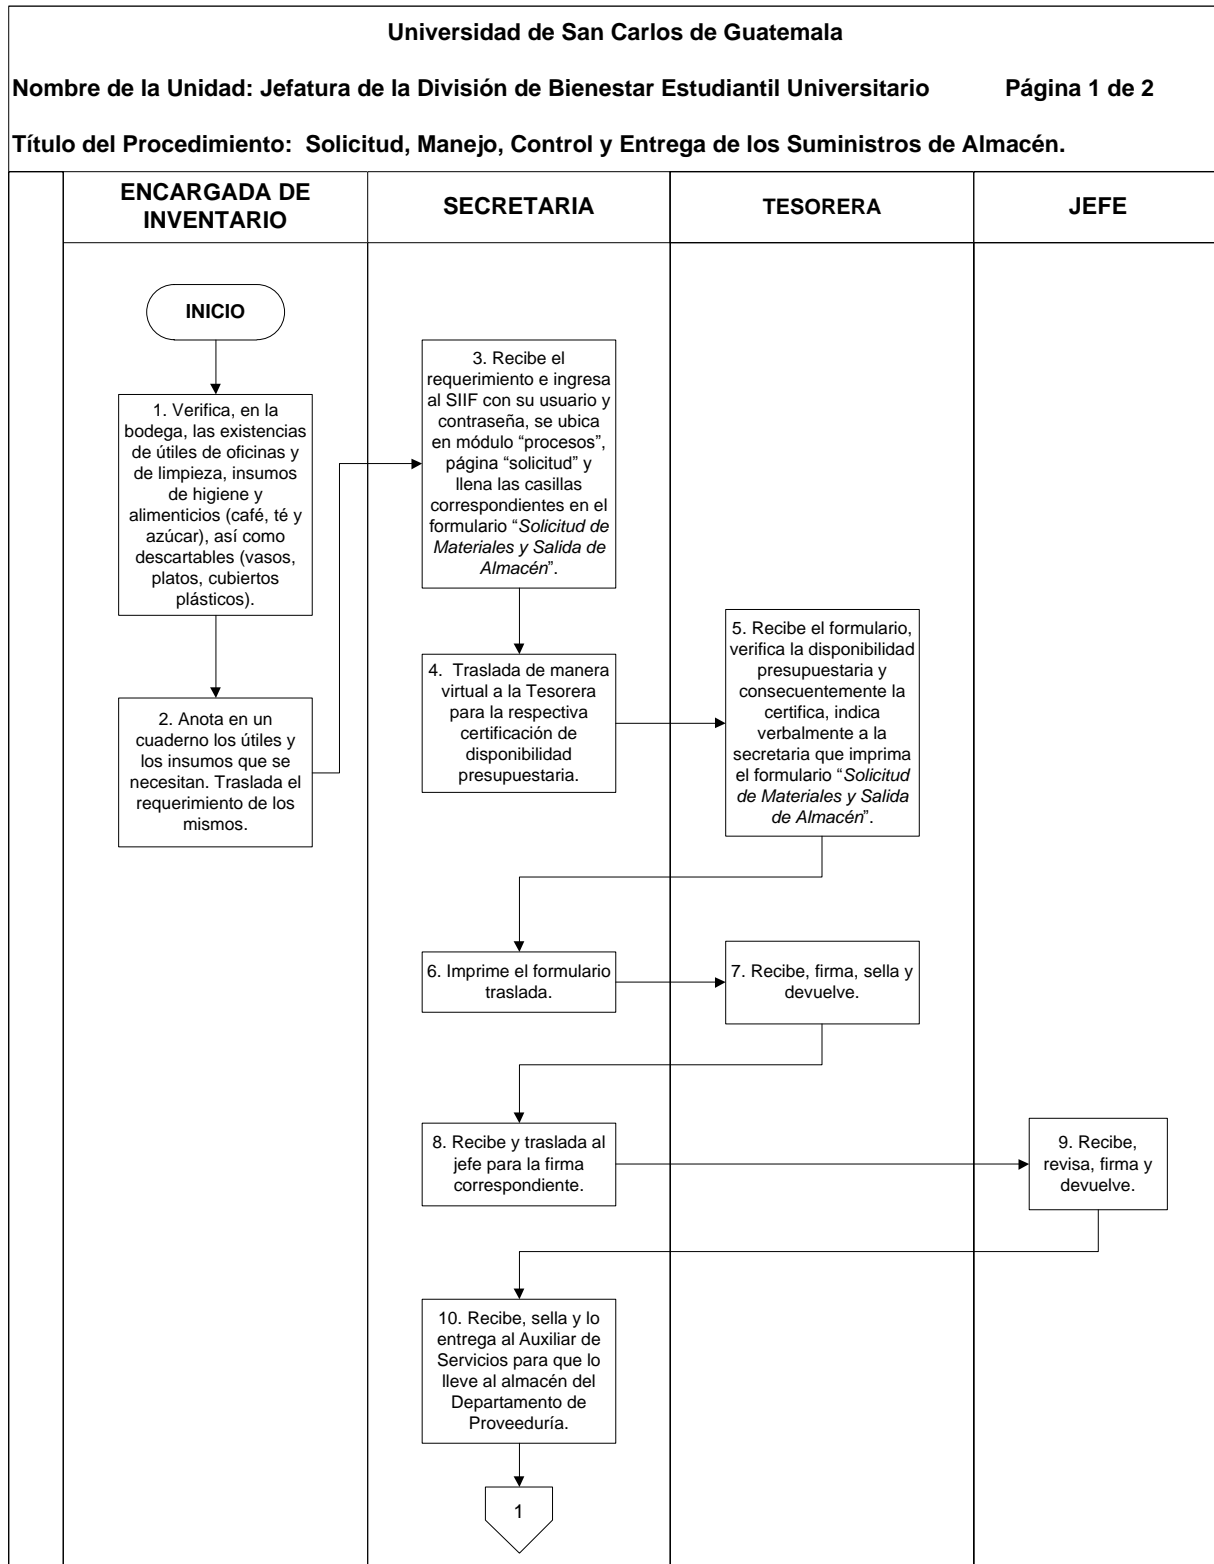 Universidad de San Carlos de Guatemala
Nombre de la Unidad: Jefatura de la División de Bienestar Estudiantil Universitario Página 1 de 2
Título del Procedimiento: Solicitud, Manejo, Control y Entrega de los Suministros de Almacén.
ENCARGADA DE
INVENTARIO
SECRETARIA
TESORERA
JEFE
INICIO
1. Verifica, en la
bodega, las existencias
de útiles de oficinas y
de limpieza, insumos
de higiene y
alimenticios (café, té y
azúcar), así como
descartables (vasos,
platos, cubiertos
plásticos).
2. Anota en un
cuaderno los útiles y
los insumos que se
necesitan. Traslada el
requerimiento de los
mismos.
3. Recibe el
requerimiento e ingresa
al SIIF con su usuario y
contraseña, se ubica
en módulo “procesos”,
página “solicitud” y
llena las casillas
correspondientes en el
formulario “Solicitud de
Materiales y Salida de
Almacén”.
4. Traslada de manera
virtual a la Tesorera
para la respectiva
certificación de
disponibilidad
presupuestaria.
5. Recibe el formulario,
verifica la disponibilidad
presupuestaria y
consecuentemente la
certifica, indica
verbalmente a la
secretaria que imprima
el formulario “Solicitud
de Materiales y Salida
de Almacén”.
6. Imprime el formulario
traslada.
7. Recibe, firma, sella y
devuelve.
8. Recibe y traslada al
jefe para la firma
correspondiente.
9. Recibe,
revisa, firma y
devuelve.
10. Recibe, sella y lo
entrega al Auxiliar de
Servicios para que lo
lleve al almacén del
Departamento de
Proveeduría.
1